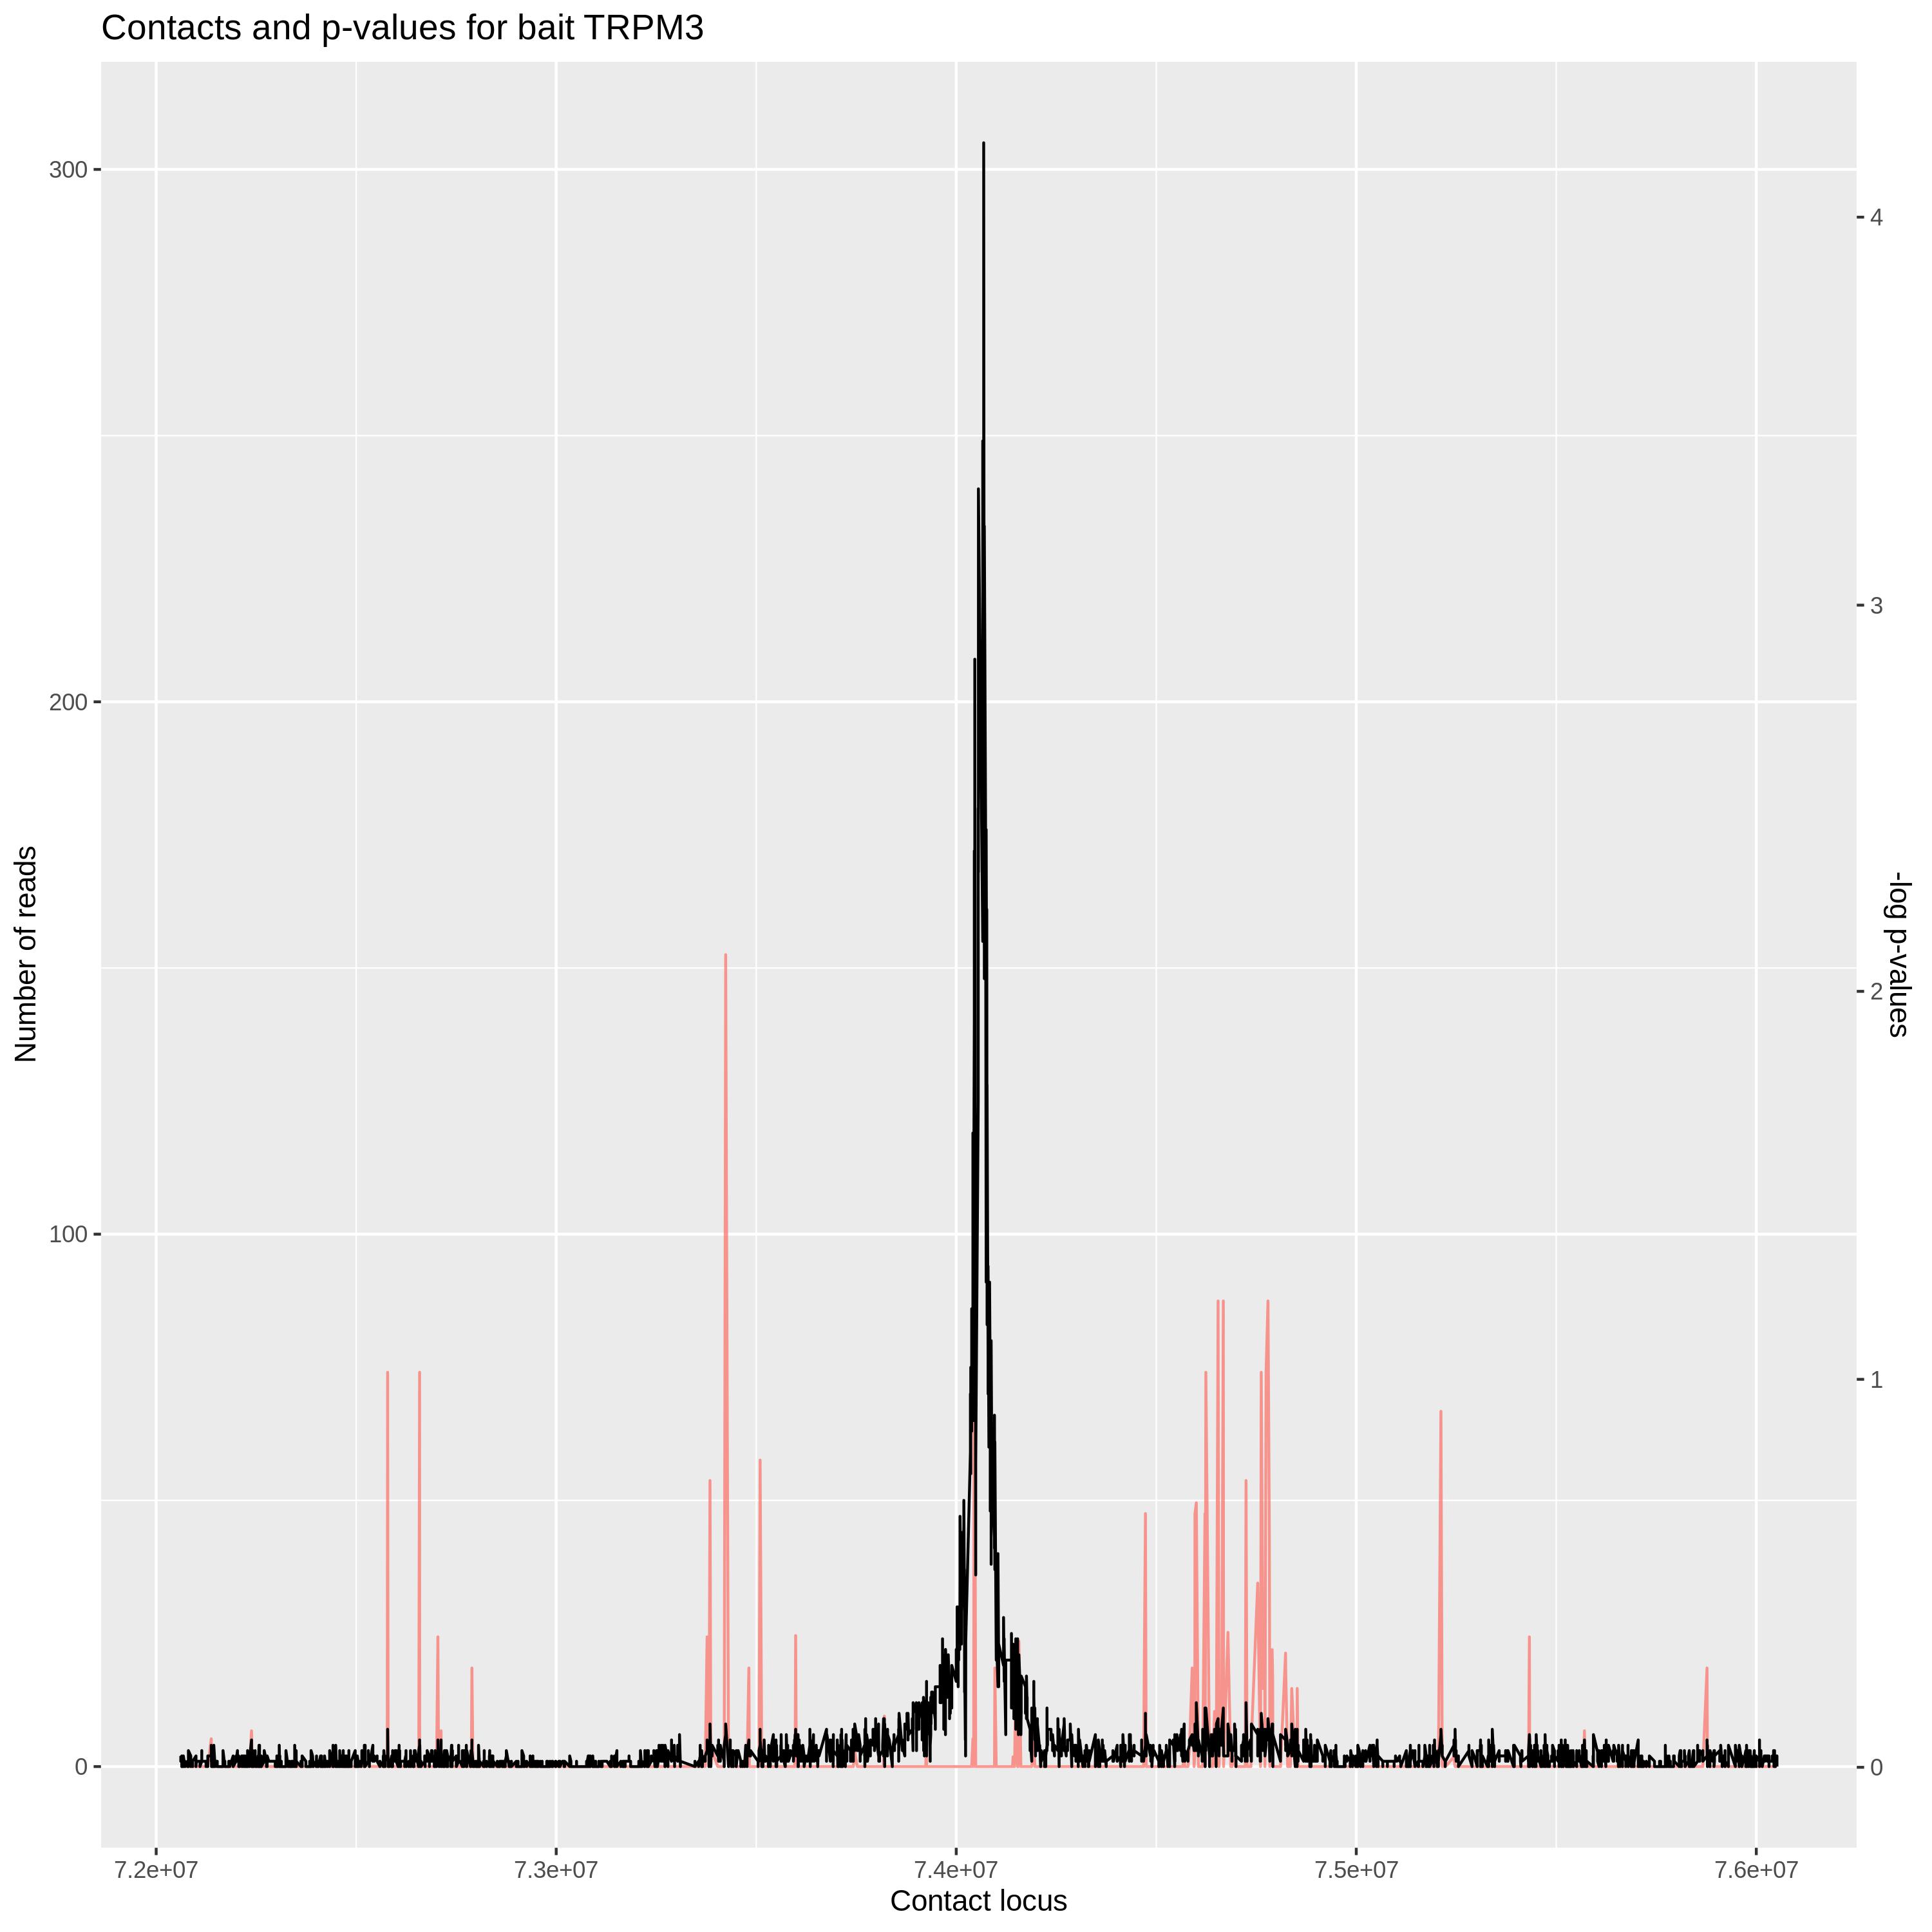 Contacts and p-values for bait TRPM3
300
200
100
0
Number of reads
4
3
2
1
0
-log p-values
7.2e+07 7.3e+07 7.4e+07 7.5e+07 7.6e+07
Contact locus